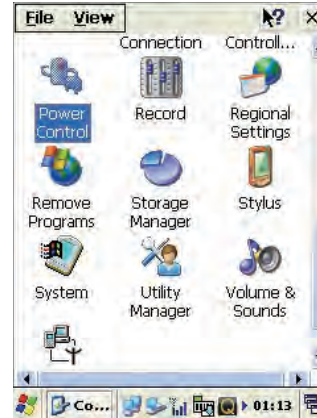 File View
Connection Controll...
Power Control
Record
Regional Settings
Remove Programs
Storage Manager
Stylus
System
Utility Manager
Volume & Sounds
Co...
01:13